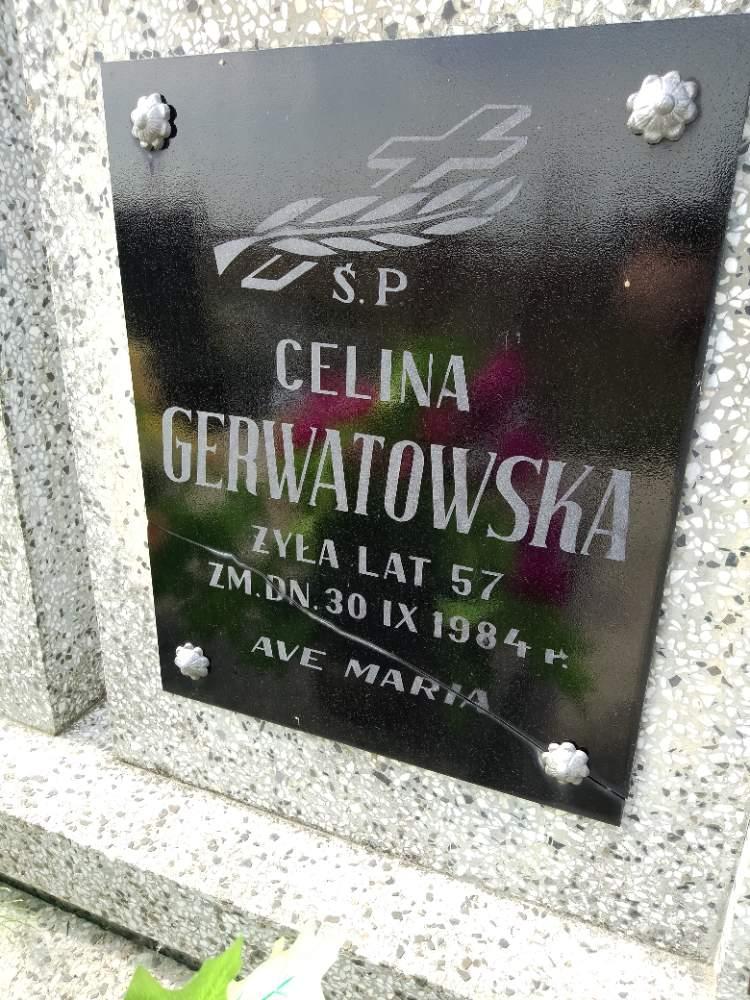 Ś.P
CELINA
GERWATOWSKA
ŻYŁA LAT 57
ZM.DN.30 IX 1984 r.
AVE MARIA